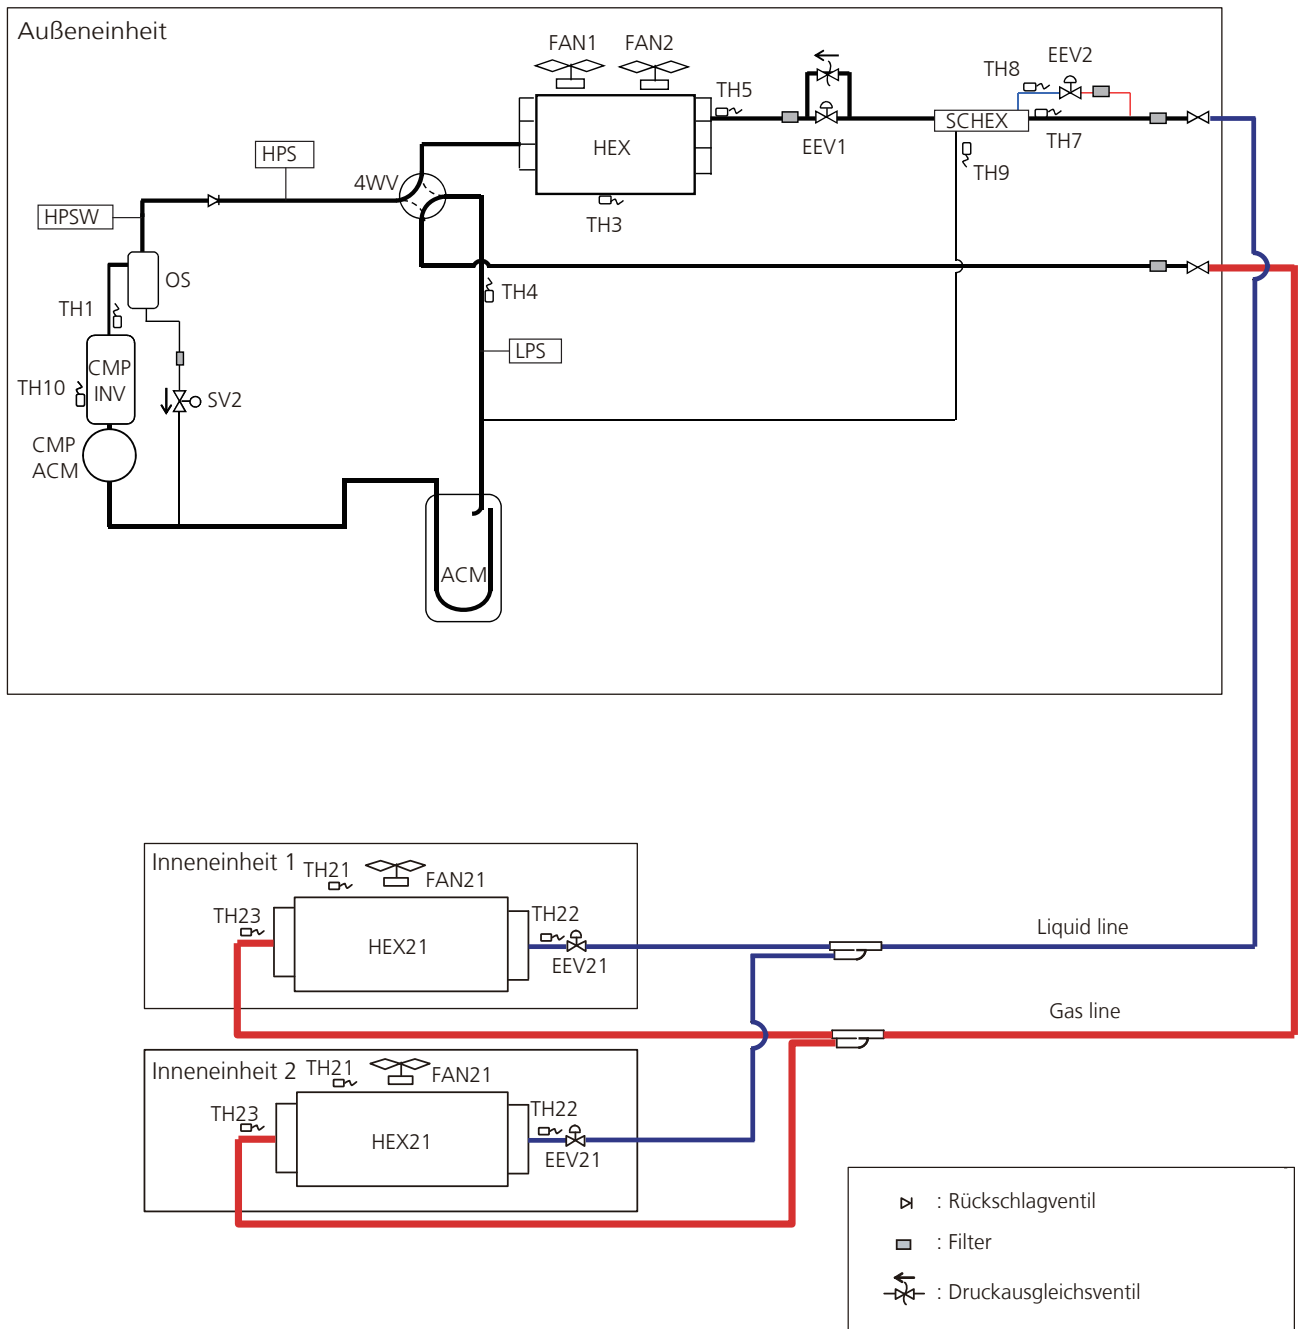 Außeneinheit
FAN1
FAN2
TH5
TH8
EEV2
SCHEX
HEX
EEV1
TH7
TH9
HPS
4WV
TH3
HPSW
OS
TH4
TH1
LPS
CMP
INV
TH10
SV2
CMP
ACM
ACM
Inneneinheit 1
TH21
FAN21
TH23
TH22
HEX21
EEV21
Liquid line
Gas line
Inneneinheit 2
TH21
FAN21
TH23
TH22
HEX21
EEV21
: Rückschlagventil
: Filter
: Druckausgleichsventil